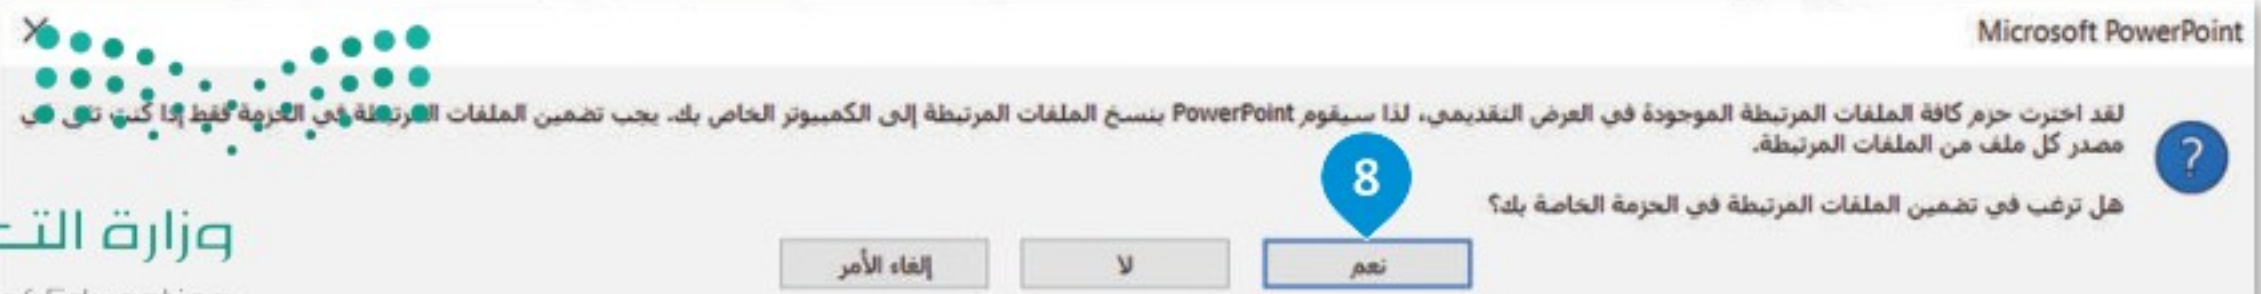 Microsoft PowerPoint
لقد اخترت حزم كافة الملفات المرتبطة الموجودة في العرض التقديمي، لذا سيقوم PowerPoint بنسخ الملفات المرتبطة إلى الكمبيوتر الخاص بك. يجب تضمين الملفات المرتبطة في الحزمة فقط إذا كنت تثق في
مصدر كل ملف من الملفات المرتبطة.
8
هل ترغب في تضمين الملفات المرتبطة في الحزمة الخاصة بك؟
نعم
لا
إلغاء الأمر
وزارة التـ